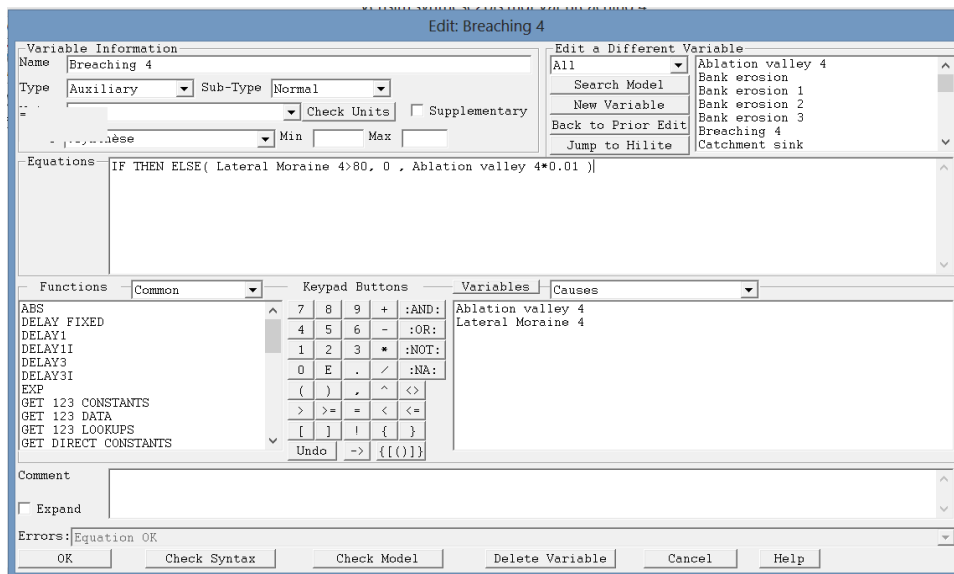 Edit: Breaching 4
Variable Information
Edit a Different Variable
Name Breaching 4
All
Type Auxiliary Sub-Type Normal
Search Model
= Check Units Supplementary
New Variable
Min Max
Back to Prior Edit
Jump to Hilite
Ablation valley 4
Bank erosion
Bank erosion 1
Bank erosion 2
Bank erosion 3
Breaching 4
Catchment sink
Equations IF THEN ELSE( Lateral Moraine 4>80, 0 , Ablation valley 4*0.01 )
Functions Common
ABS
DELAY FIXED
DELAY1
DELAY1I
DELAY3
DELAY3I
EXP
GET 123 CONSTANTS
GET 123 DATA
GET 123 LOOKUPS
GET DIRECT CONSTANTS
Keypad Buttons
7 8 9 + :AND:
4 5 6 - :OR:
1 2 3 * :NOT:
0 E . / :NA:
( ) , ^ <>
> >= = < <=
[ ] ! { }
Undo -> {[()]}
Variables Causes
Ablation valley 4
Lateral Moraine 4
Comment
Expand
Errors: Equation OK
OK Check Syntax Check Model Delete Variable Cancel Help